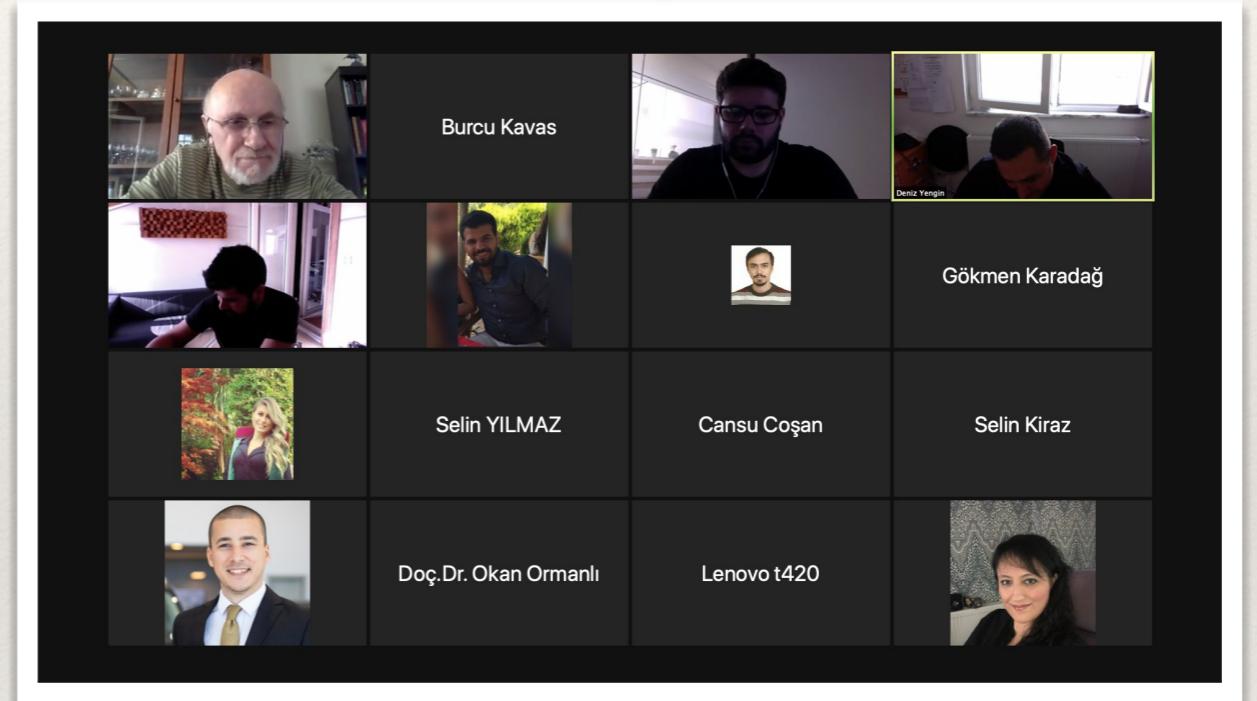 Burcu Kavas
Deniz Yengin
Gökmen Karadağ
Selin YILMAZ
Cansu Coşan
Selin Kiraz
Doç.Dr. Okan Ormanlı
Lenovo t420